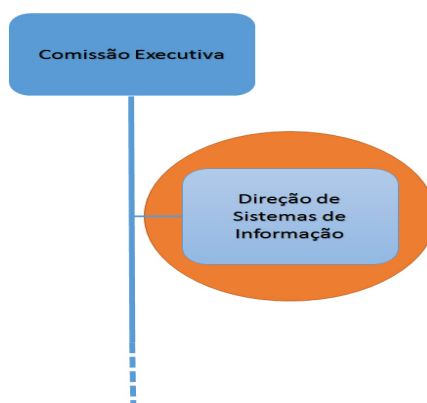 Comissão Executiva
Direção de
Sistemas de
Informação